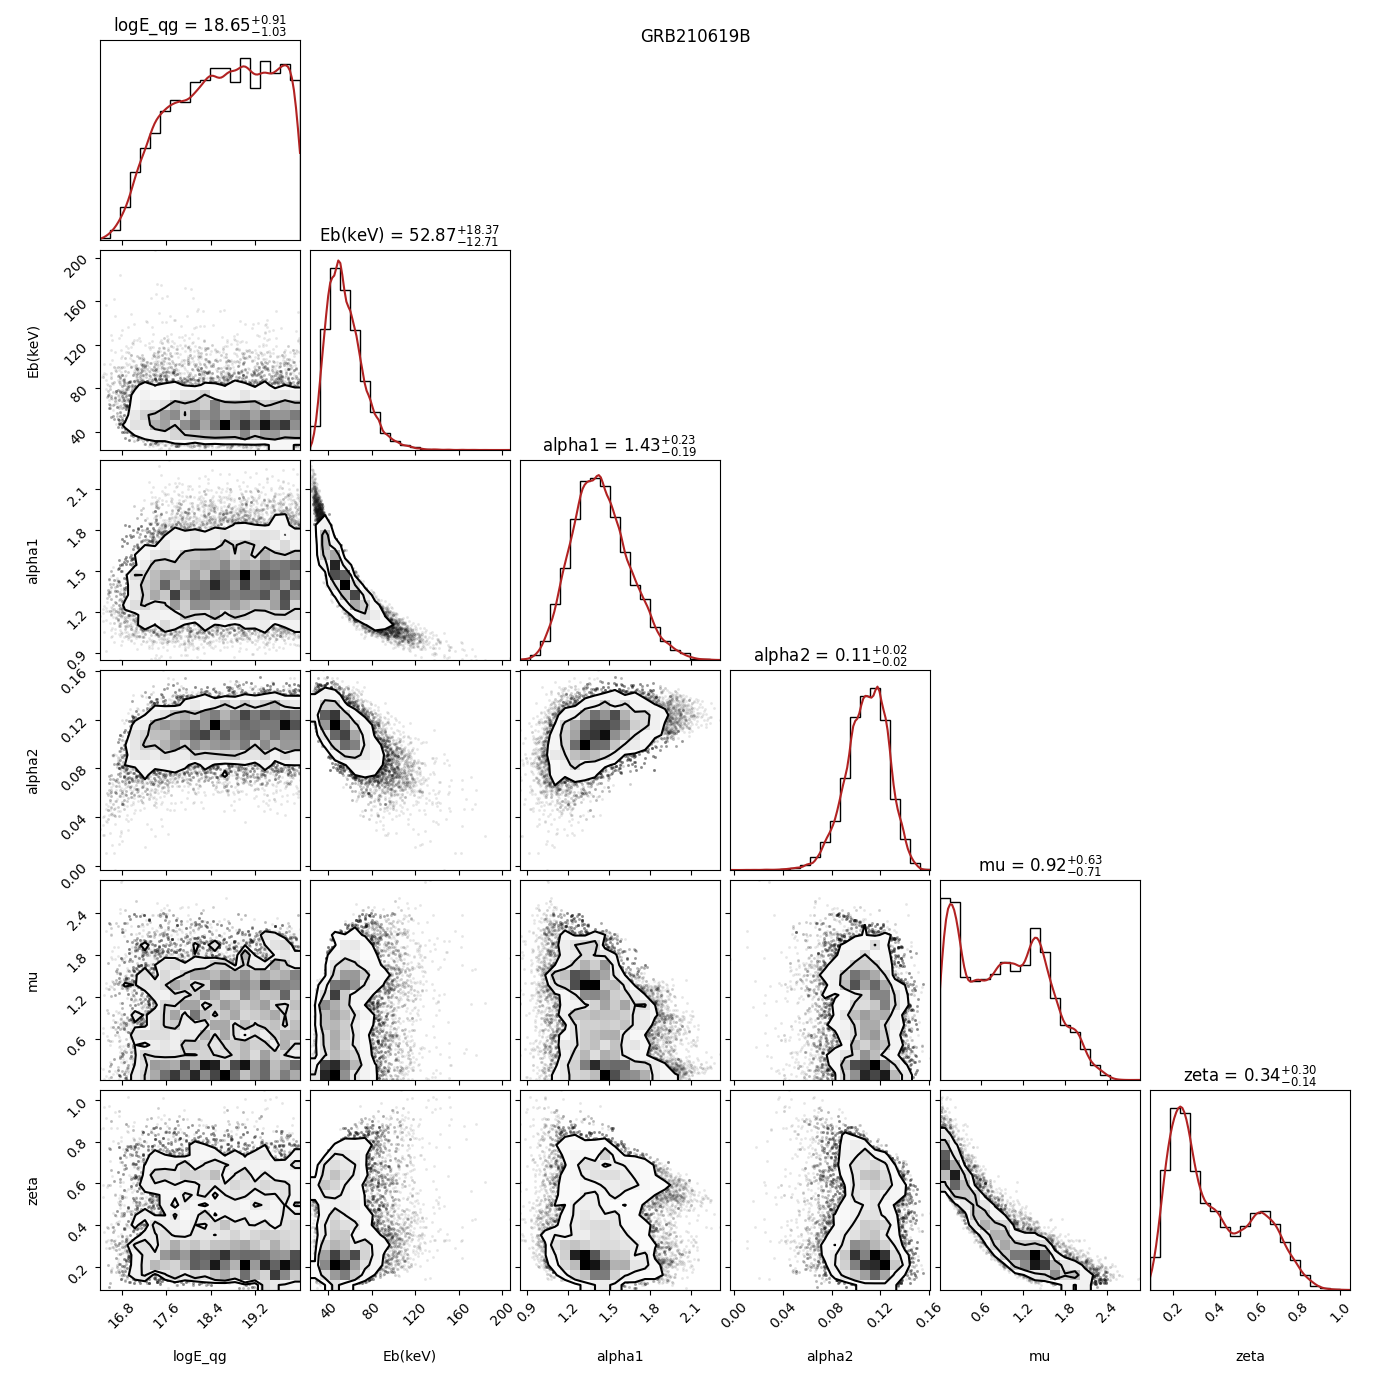 GRB210619B
logE_qg = 18.65+0.91 −1.03
Eb(keV) = 52.87+18.37 −12.71
200
160
120
80
40
Eb(keV)
alpha1 = 1.43+0.23 −0.19
2.1
1.8
1.5
1.2
0.9
alpha1
alpha2 = 0.11+0.02 −0.02
0.16
0.12
0.08
0.04
0.00
alpha2
mu = 0.92+0.63 −0.71
2.4
1.8
1.2
0.6
mu
zeta = 0.34+0.30 −0.14
1.0
0.8
0.6
0.4
0.2
zeta
16.8 17.6 18.4 19.2 40 80 120 160 200 0.9 1.2 1.5 1.8 2.1 0.00 0.04 0.08 0.12 0.16 0.6 1.2 1.8 2.4 0.2 0.4 0.6 0.8 1.0
logE_qg Eb(keV) alpha1 alpha2 mu zeta